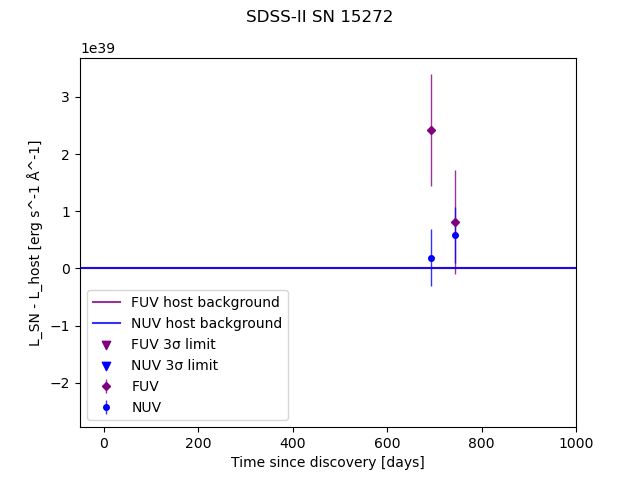 SDSS-II SN 15272
1e39
L_SN - L_host [erg s^-1 Å^-1]
3
2
1
0
−1
−2
FUV host background
NUV host background
FUV 3σ limit
NUV 3σ limit
FUV
NUV
0 200 400 600 800 1000
Time since discovery [days]